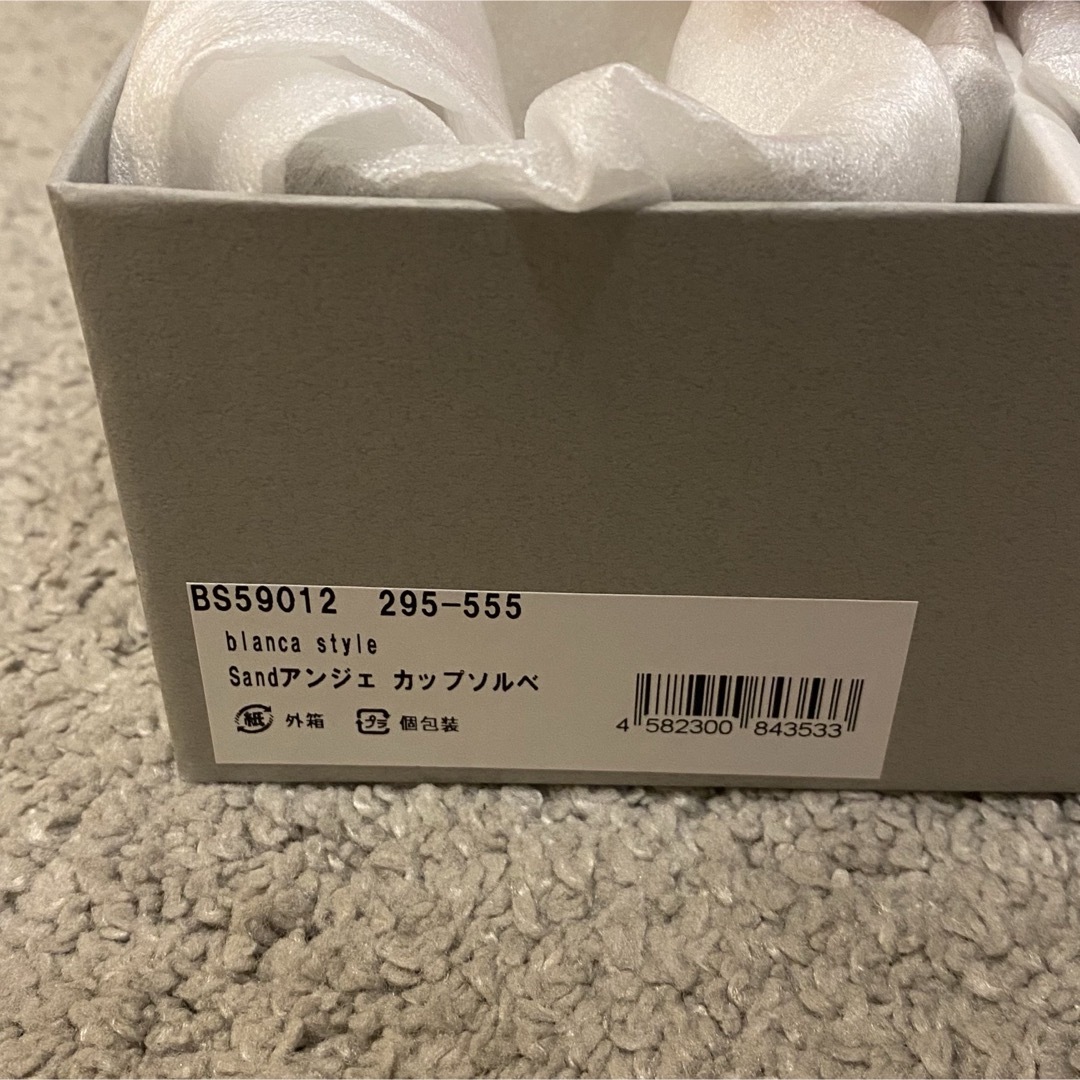 BS59012 295-555
blanca style
Sandアンジェ カップソルベ
紙 外箱 プラ 個包装
4 582300 843533